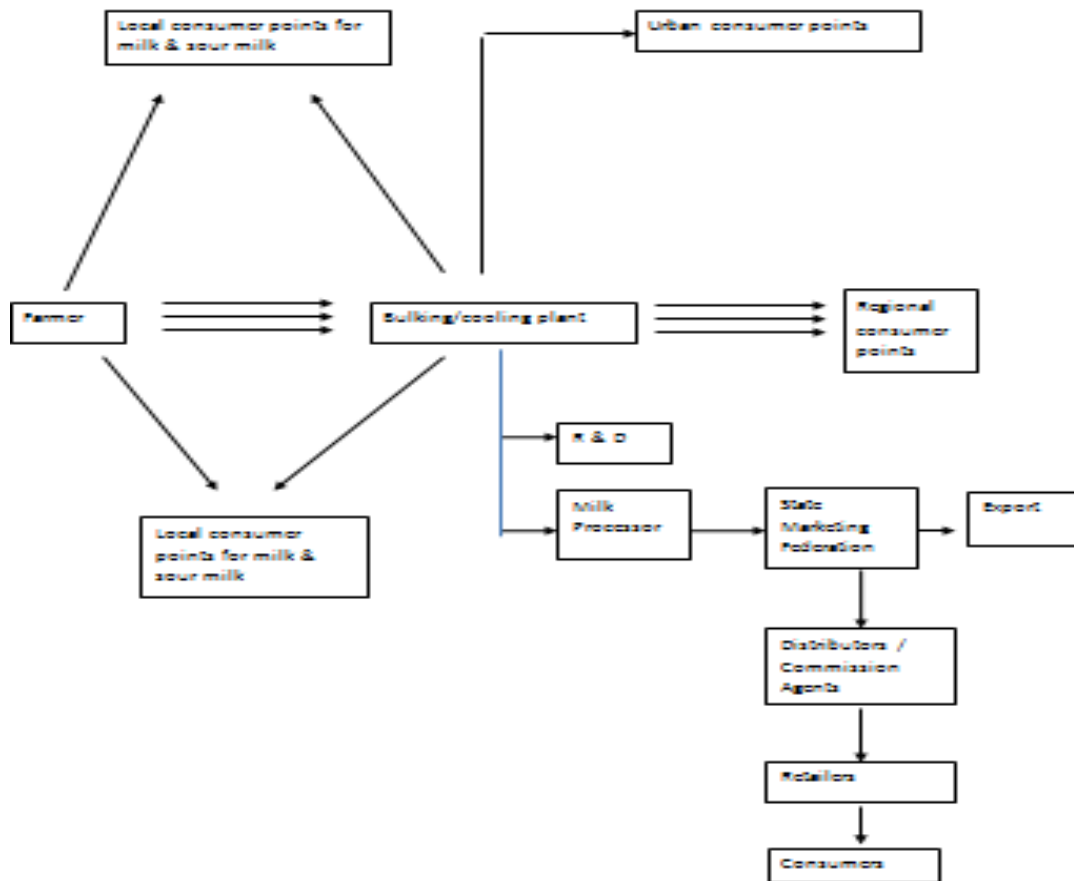 Local consumer points for
milk & sour milk
Urban consumer points
Farmer
Bulking/cooling plant
Regional
consumer
points
R & D
Milk
Processor
State
Marketing
Federation
Export
Local consumer
points for milk &
sour milk
Distributors /
Commission
Agents
Retailers
Consumers